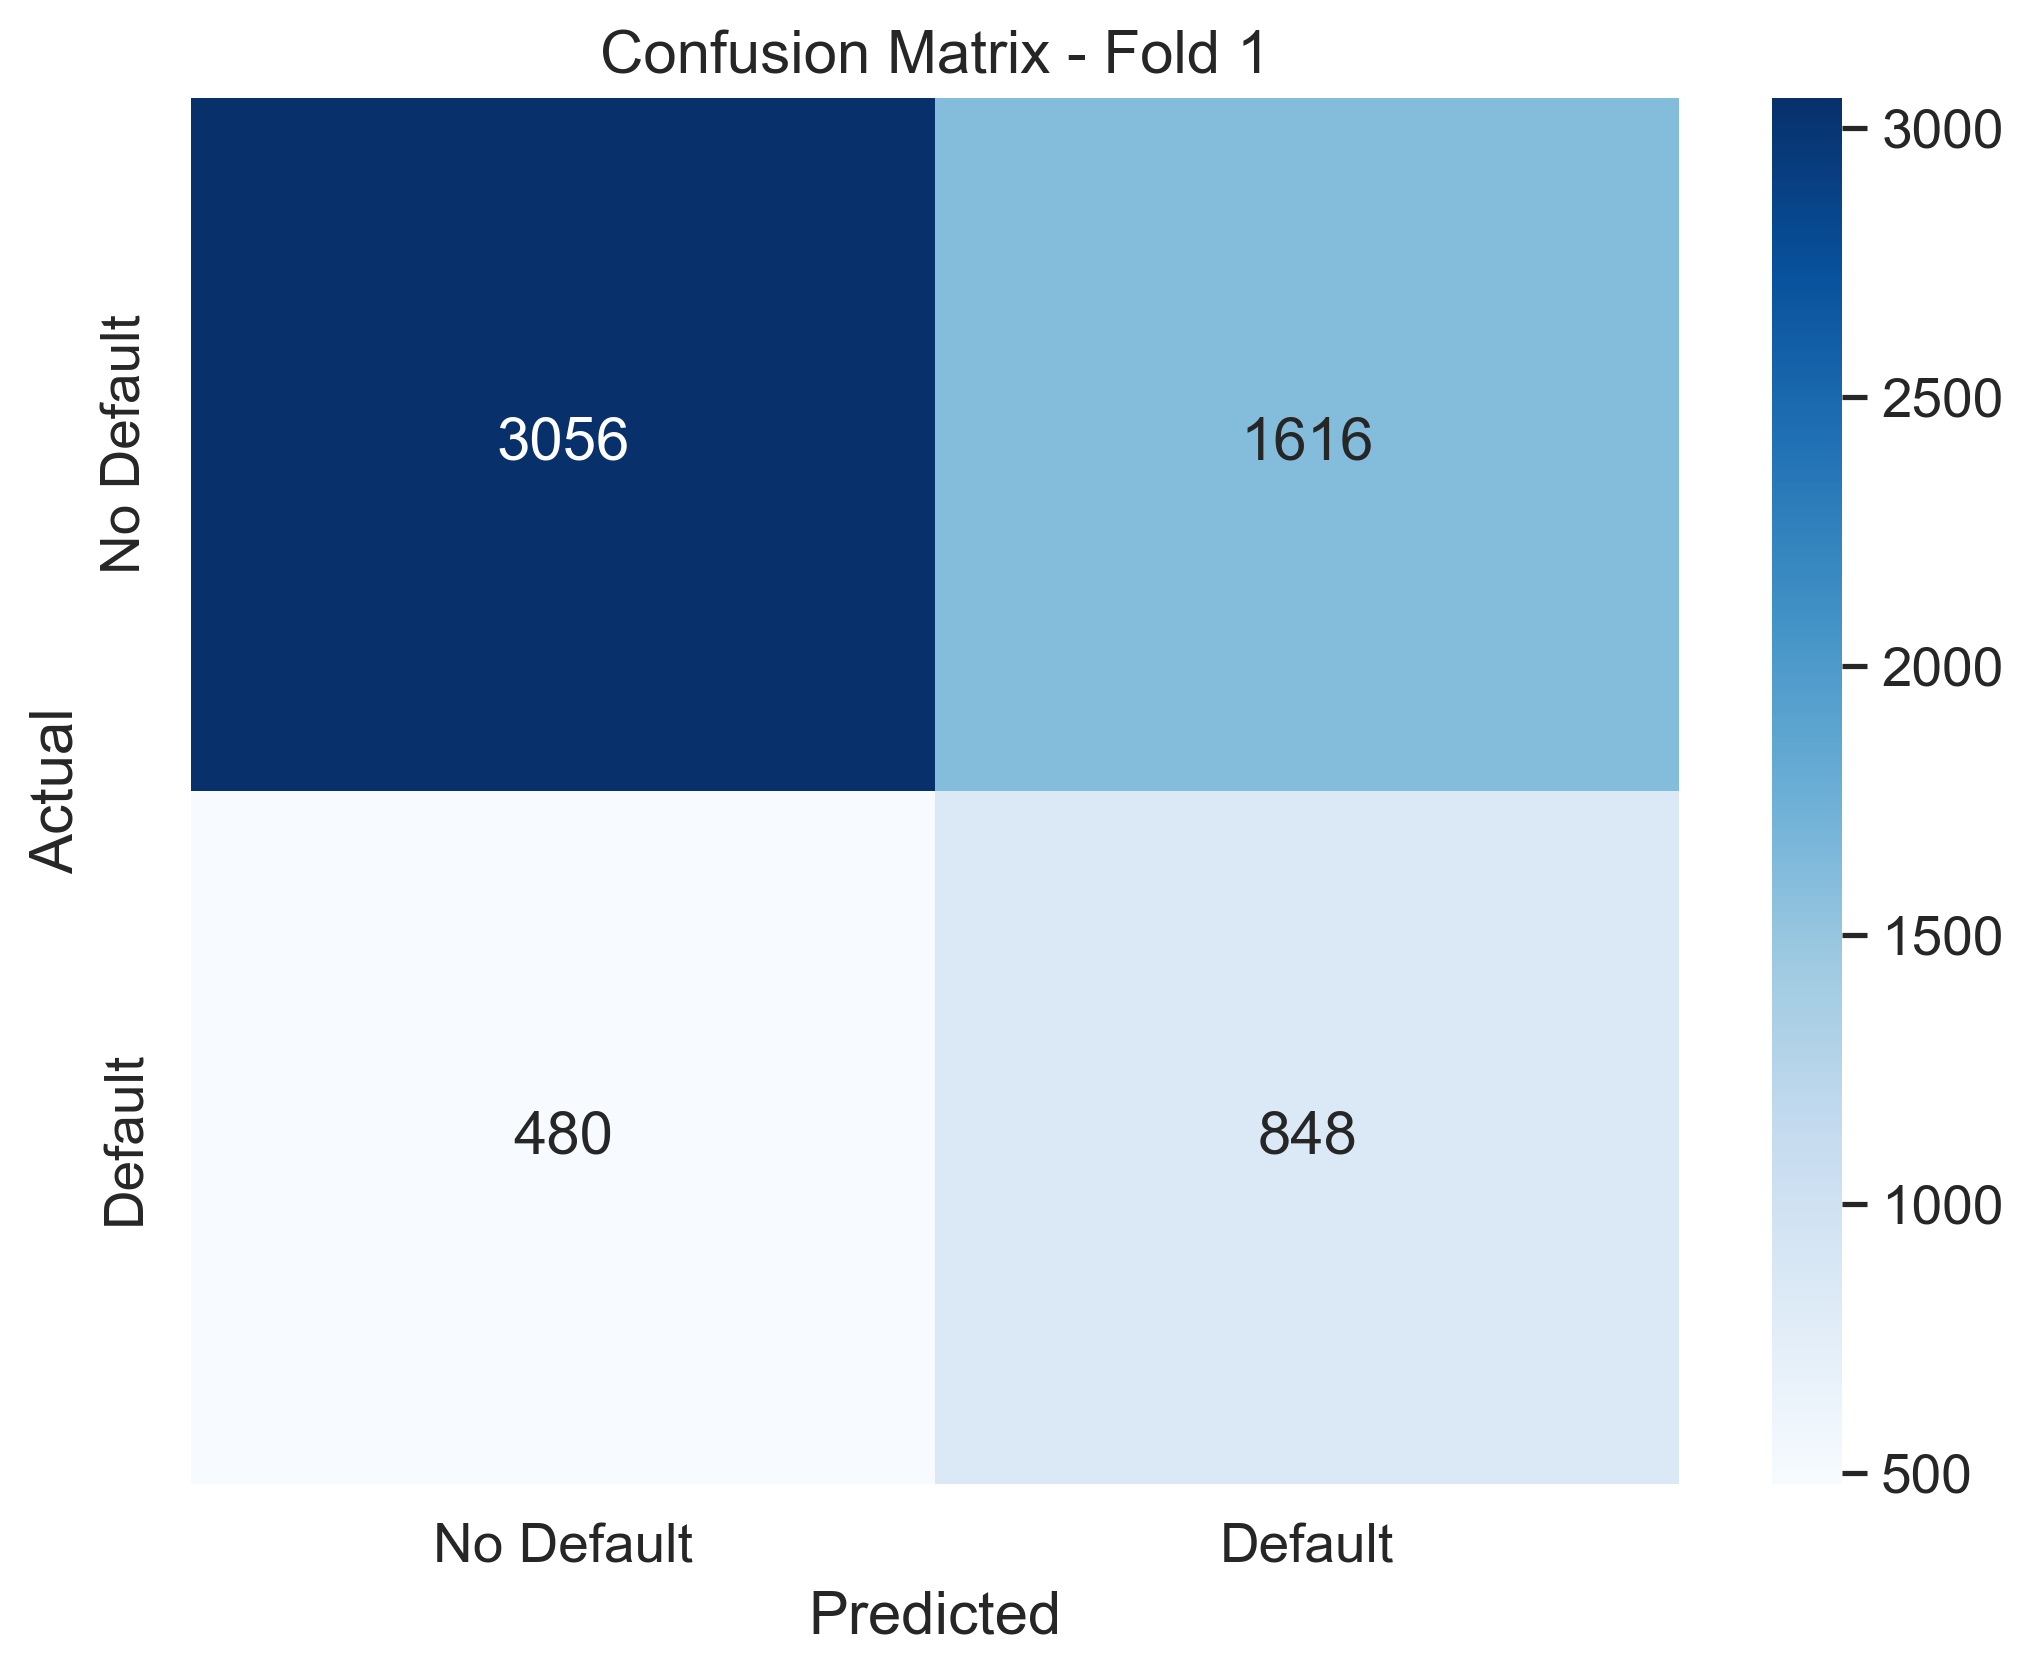 Confusion Matrix - Fold 1
Actual
No Default
Default
3056
1616
480
848
No Default
Default
Predicted
3000
2500
2000
1500
1000
500